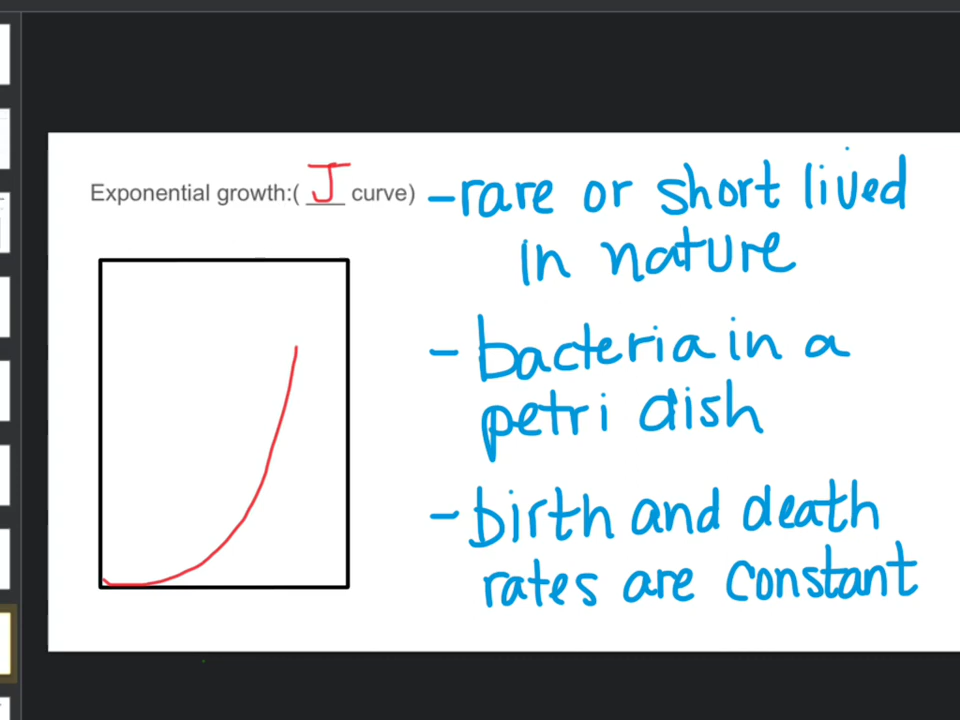 Exponential growth:( J curve)
- rare or short lived
in nature
- bacteria in a
petri dish
- birth and death
rates are constant